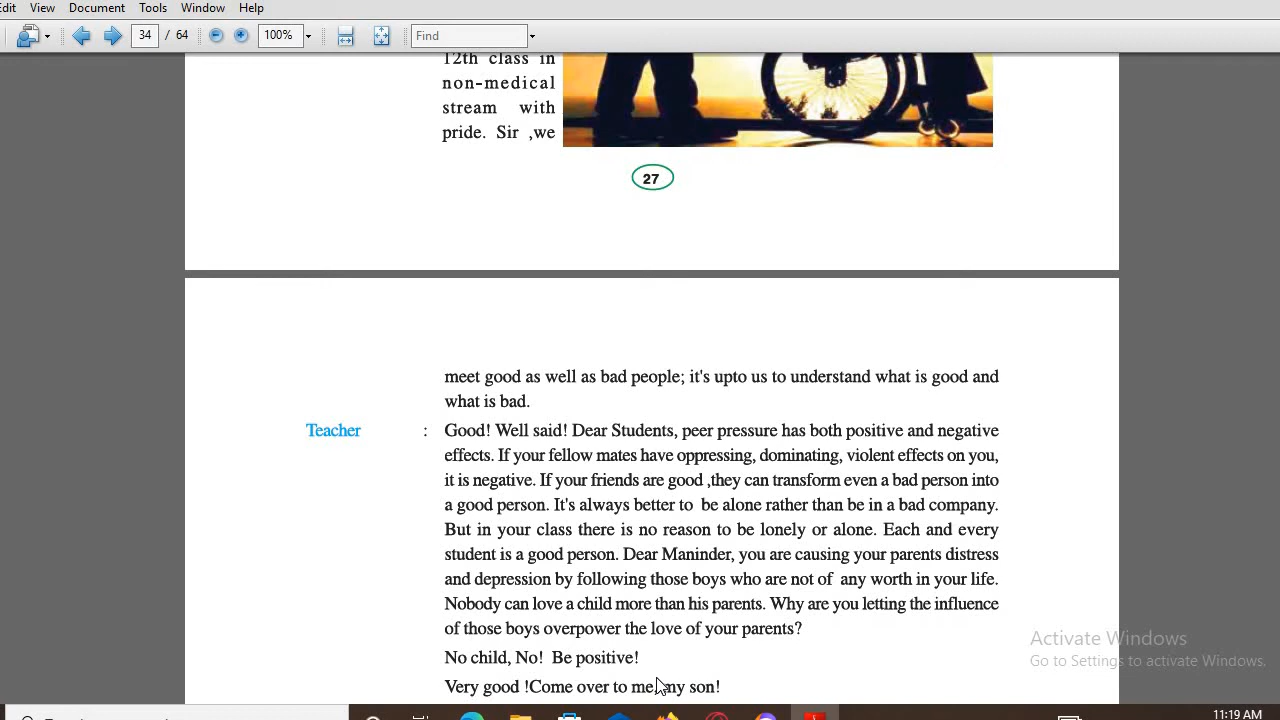 Edit View Document Tools Window Help
34 / 64 100% Find
12th class in
non-medical
stream with
pride. Sir ,we
27
meet good as well as bad people; it's upto us to understand what is good and
what is bad.
Teacher : Good! Well said! Dear Students, peer pressure has both positive and negative
effects. If your fellow mates have oppressing, dominating, violent effects on you,
it is negative. If your friends are good ,they can transform even a bad person into
a good person. It's always better to be alone rather than be in a bad company.
But in your class there is no reason to be lonely or alone. Each and every
student is a good person. Dear Maninder, you are causing your parents distress
and depression by following those boys who are not of any worth in your life.
Nobody can love a child more than his parents. Why are you letting the influence
of those boys overpower the love of your parents?
No child, No! Be positive!
Very good !Come over to me, my son!
Activate Windows
Go to Settings to activate Windows.
11:19 AM